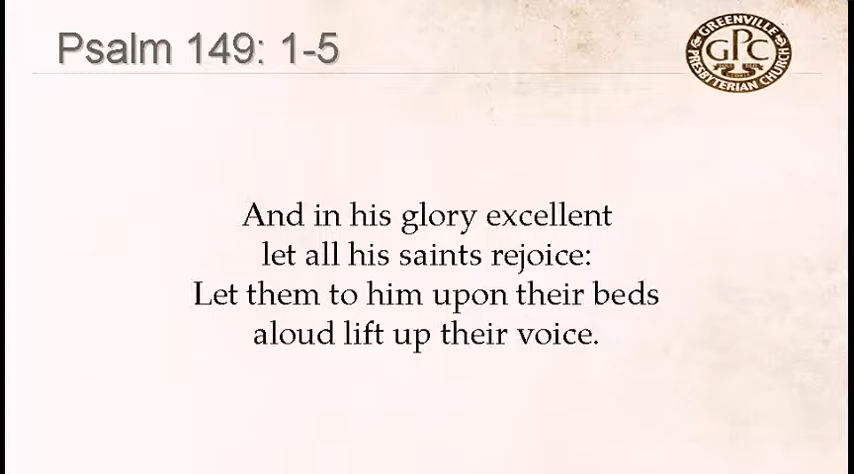 Psalm 149: 1-5
GREENVILLE
GPC
PRESBYTERIAN CHURCH
And in his glory excellent
let all his saints rejoice:
Let them to him upon their beds
aloud lift up their voice.